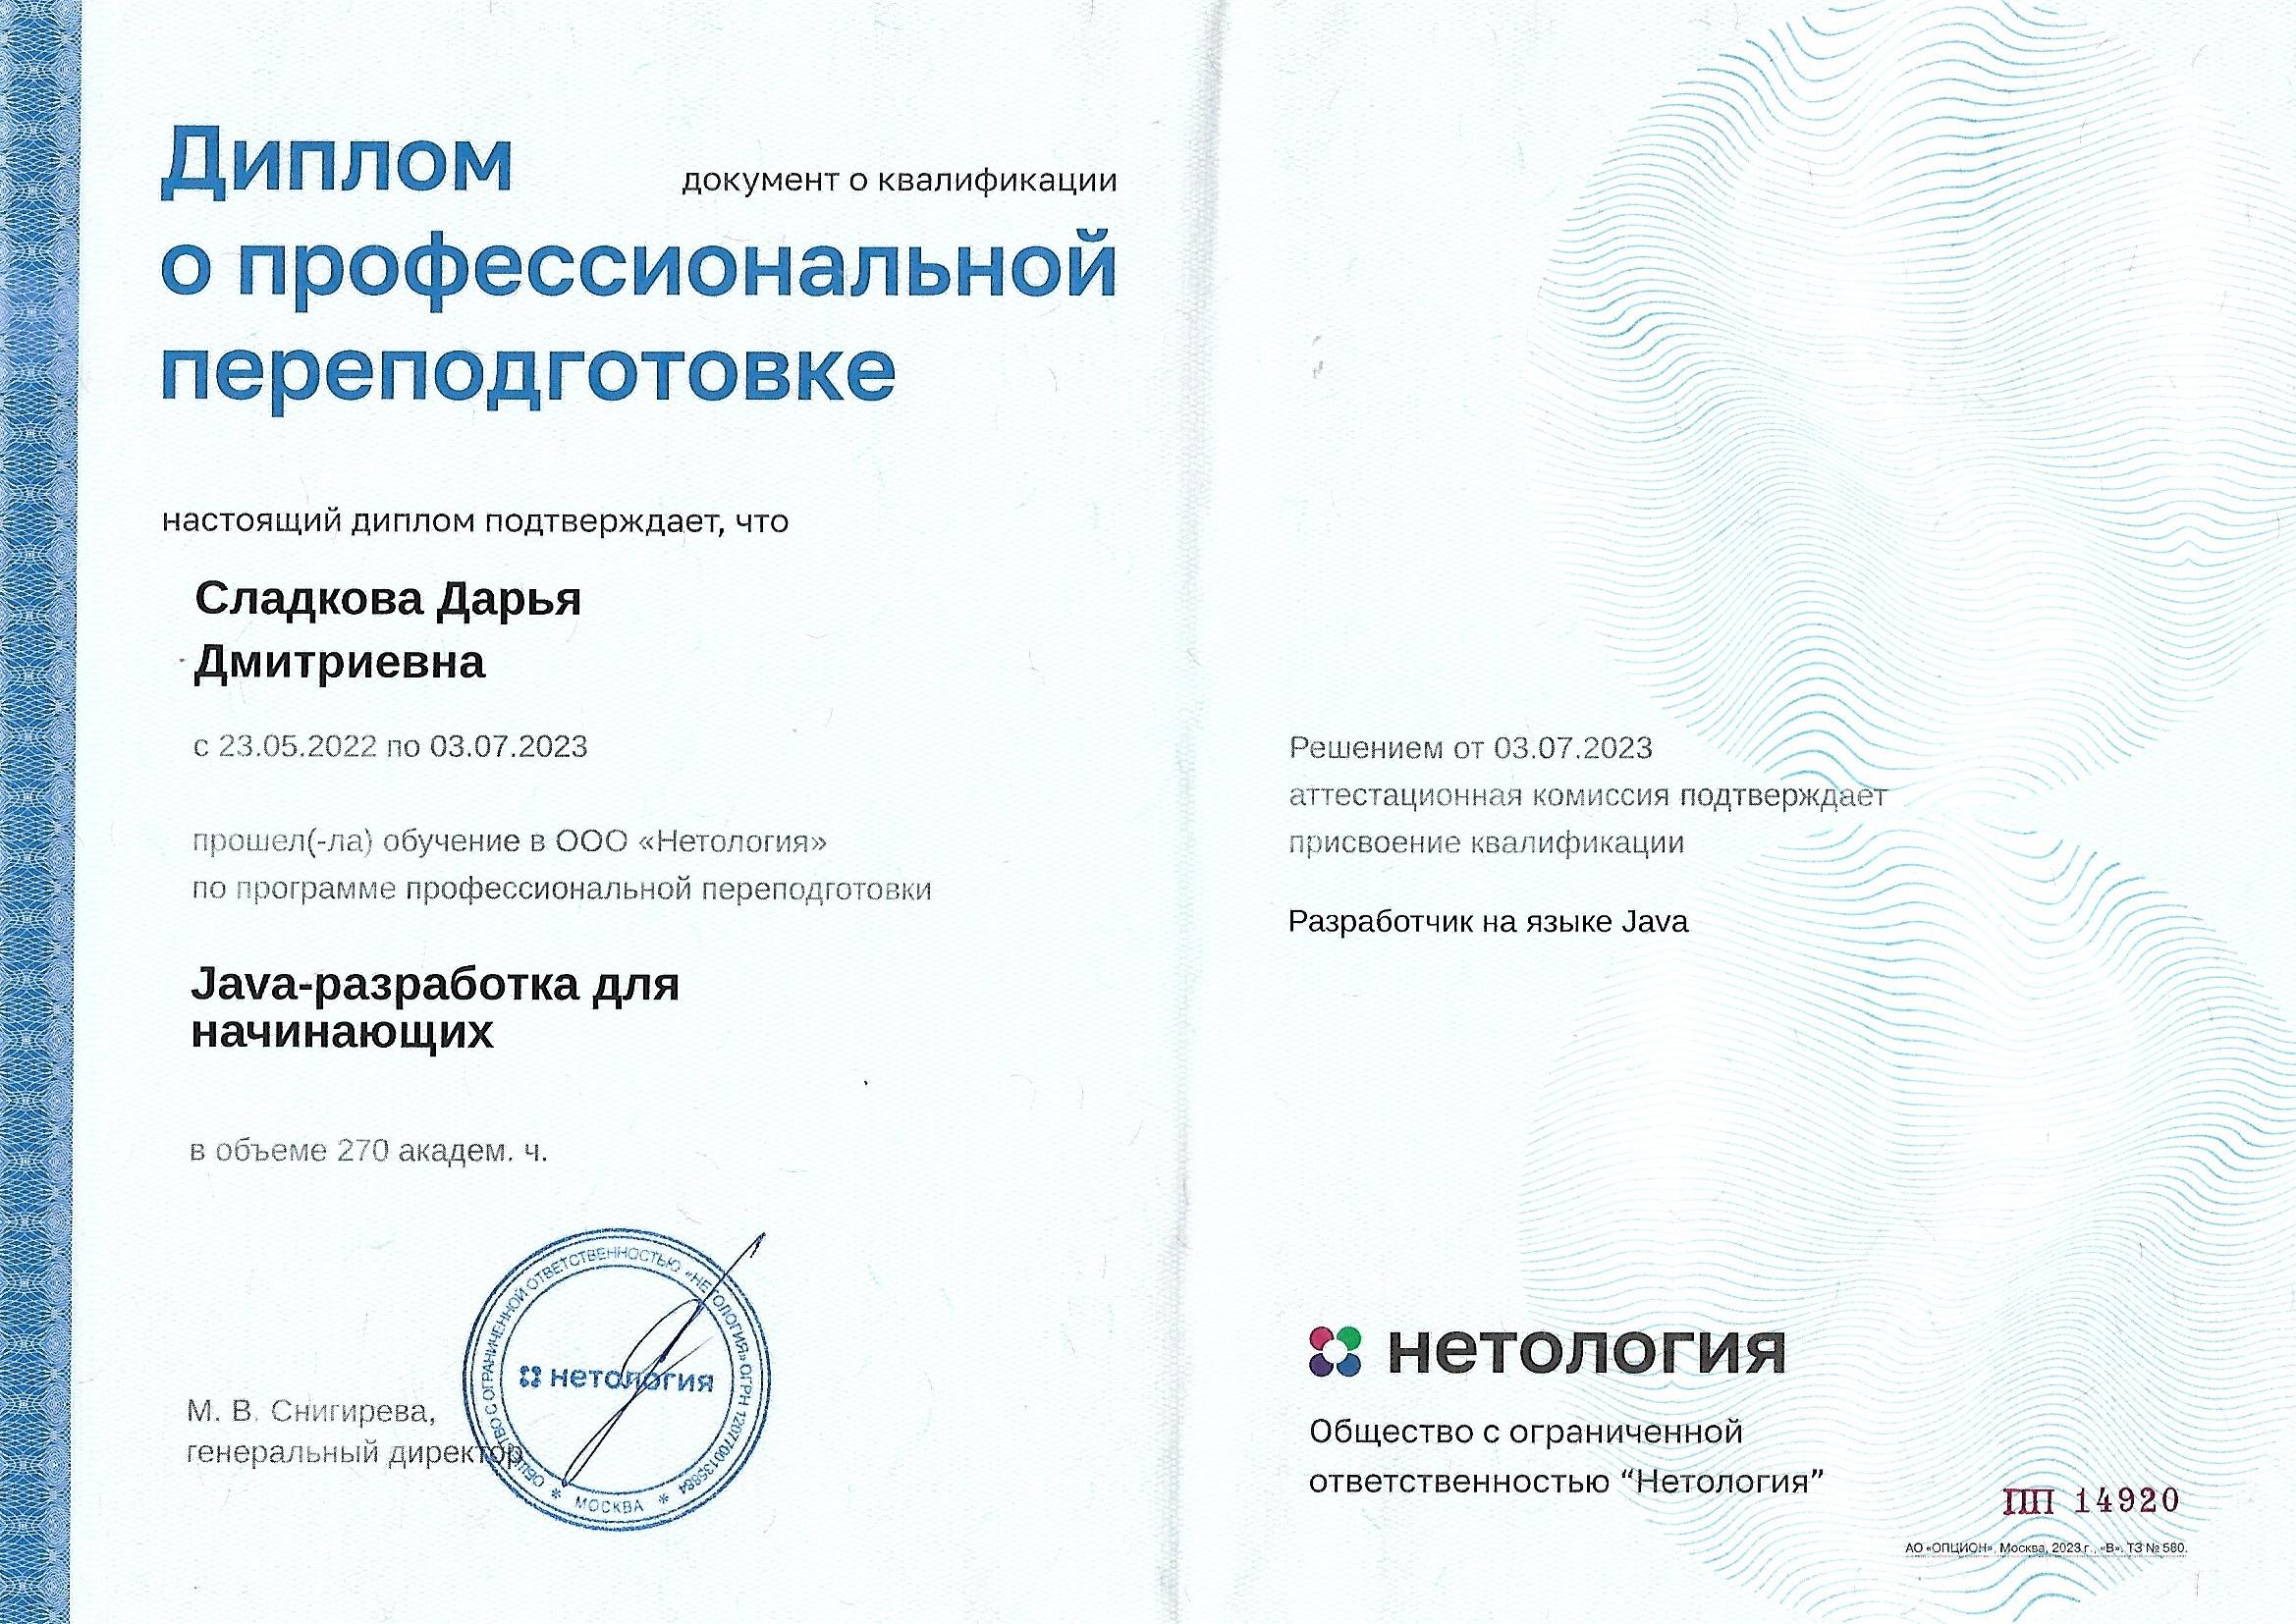 Диплом
документ о квалификации
о профессиональной
переподготовке
настоящий диплом подтверждает, что
Сладкова Дарья
Дмитриевна
с 23.05.2022 по 03.07.2023
прошел(-ла) обучение в ООО «Нетология»
по программе профессиональной переподготовки
Java-разработка для
начинающих
в объеме 270 академ. ч.
М. В. Снигирева,
генеральный директор
ОБЩЕСТВО С ОГРАНИЧЕННОЙ ОТВЕТСТВЕННОСТЬЮ «НЕТОЛОГИЯ» ОГРН
нетология
* МОСКВА *
Решением от 03.07.2023
аттестационная комиссия подтверждает
присвоение квалификации
Разработчик на языке Java
нетология
Общество с ограниченной
ответственностью “Нетология”
ПП 14920
АО «ОПЦИОН», Москва, 2023 г., «В». ТЗ № 580.